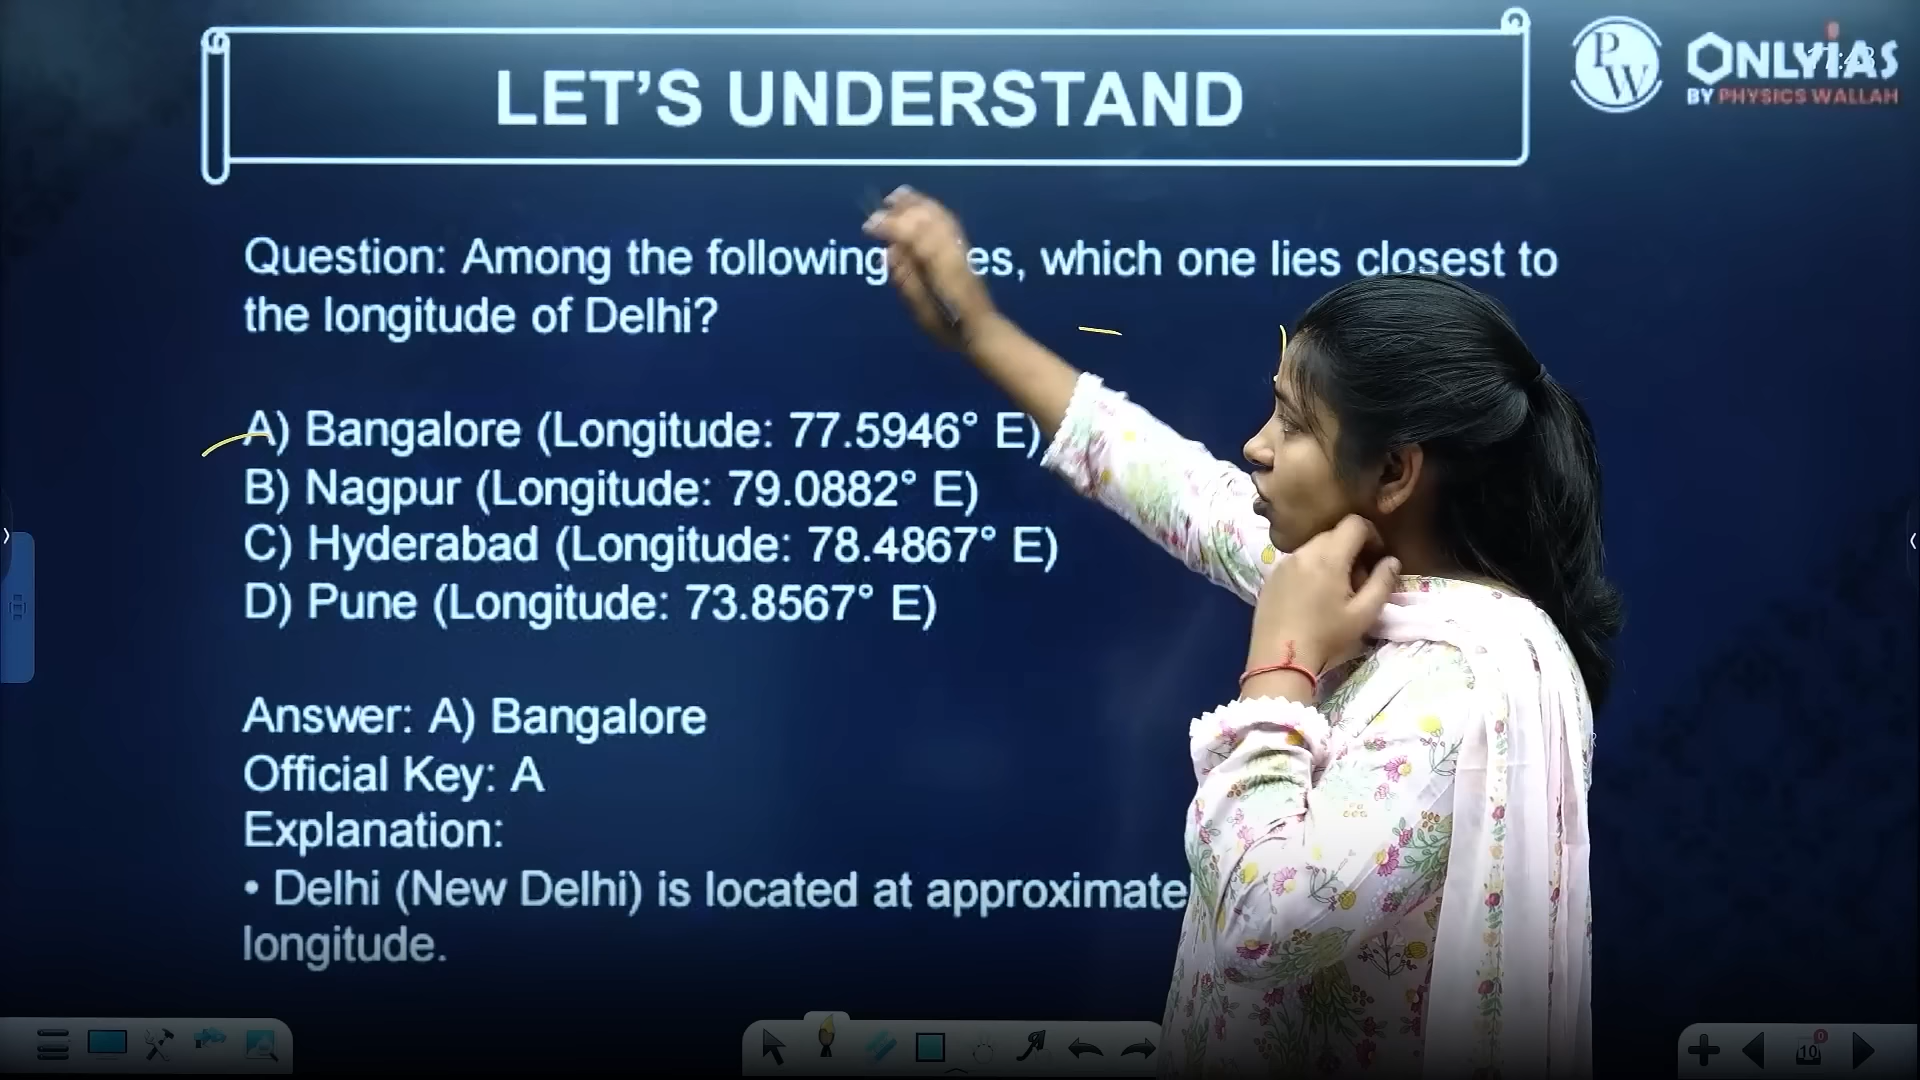 LET'S UNDERSTAND
PW ONLYIAS
BY PHYSICS WALLAH
Question: Among the following es, which one lies closest to
the longitude of Delhi?
A) Bangalore (Longitude: 77.5946° E)
B) Nagpur (Longitude: 79.0882° E)
C) Hyderabad (Longitude: 78.4867° E)
D) Pune (Longitude: 73.8567° E)
Answer: A) Bangalore
Official Key: A
Explanation:
• Delhi (New Delhi) is located at approximate
longitude.
10